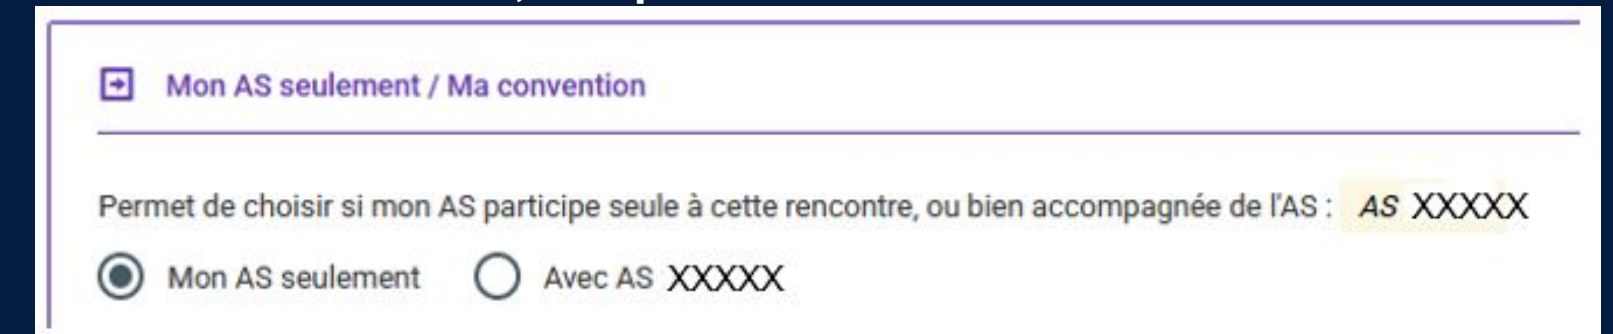 Mon AS seulement / Ma convention
Permet de choisir si mon AS participe seule à cette rencontre, ou bien accompagnée de l'AS : AS XXXXX
Mon AS seulement Avec AS XXXXX